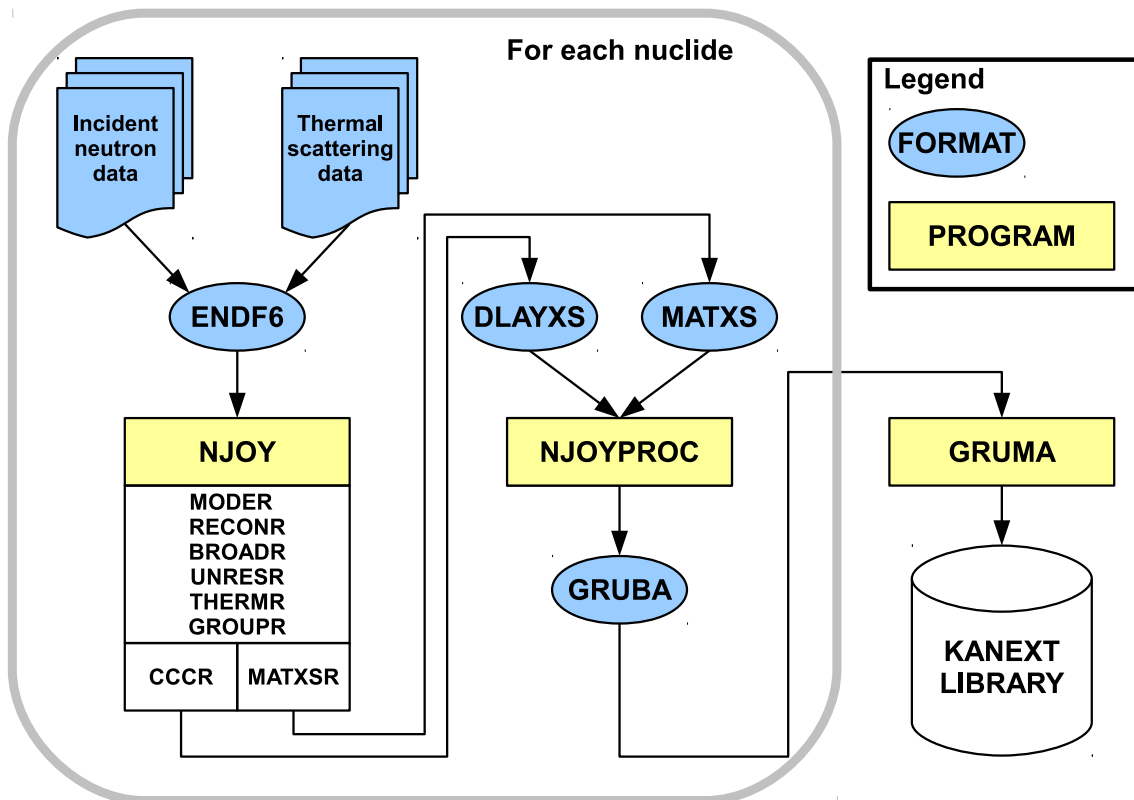 For each nuclide
Incident
neutron
data
Thermal
scattering
data
Legend
FORMAT
PROGRAM
ENDF6
DLAYXS
MATXS
NJOY
MODER
RECONR
BROADR
UNRESR
THERMR
GROUPR
CCCR
MATXSR
NJOYPROC
GRUBA
GRUMA
KANEXT
LIBRARY